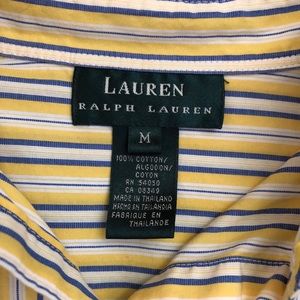 LAUREN
RALPH LAUREN
M
100% COTTON/
ALGODON/
COTON
RN 54050
CA 08349
MADE IN THAILAND
HECHO EN TAILANDIA
FABRIQUE EN
THAILANDE